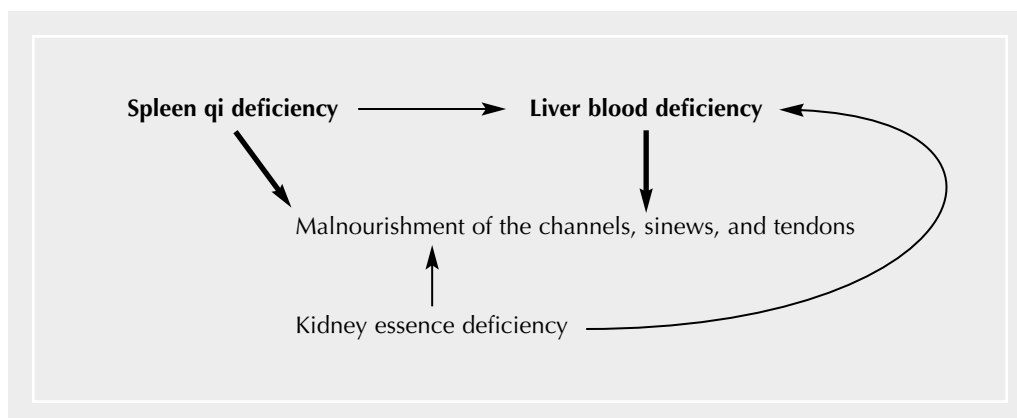 Spleen qi deficiency
Liver blood deficiency
Malnourishment of the channels, sinews, and tendons
Kidney essence deficiency